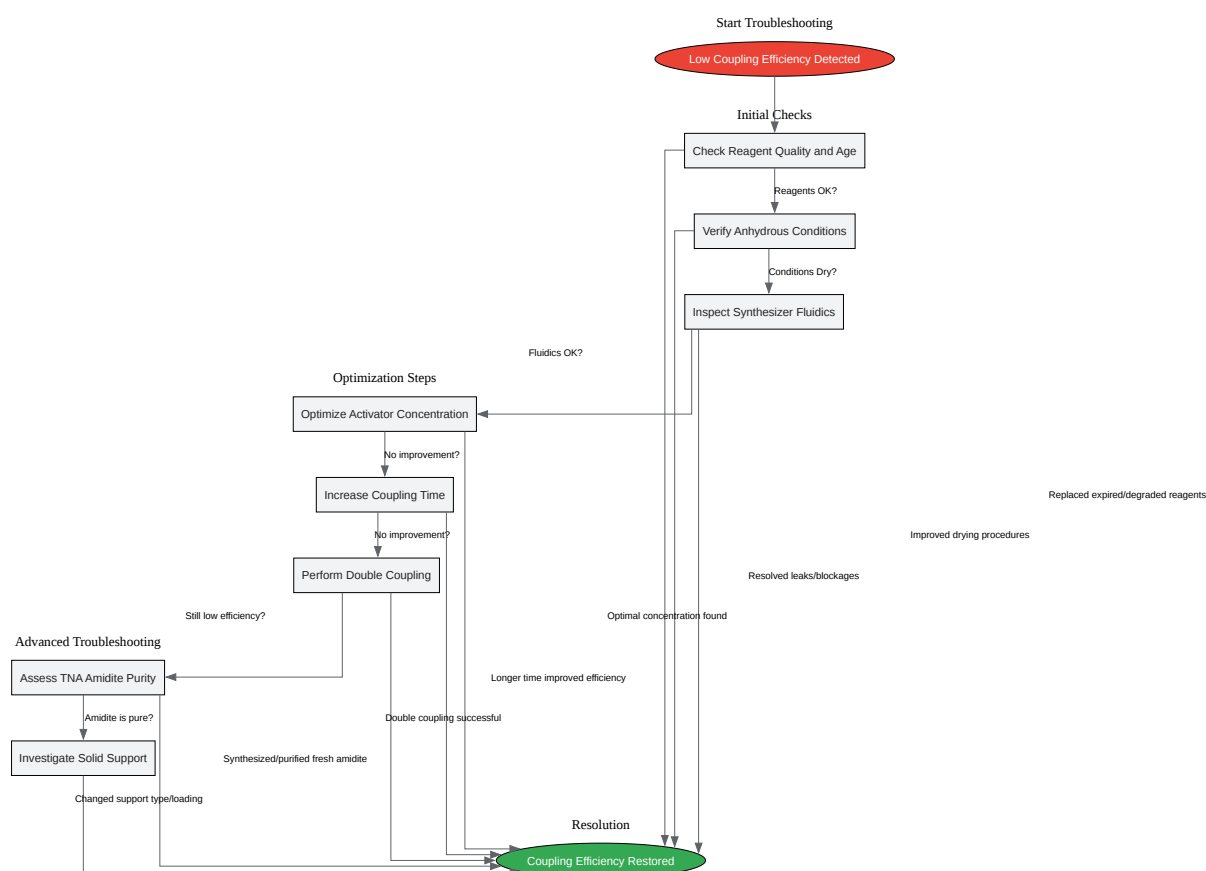 Start Troubleshooting
Low Coupling Efficiency Detected
Initial Checks
Check Reagent Quality and Age
Reagents OK?
Verify Anhydrous Conditions
Conditions Dry?
Inspect Synthesizer Fluidics
Fluidics OK?
Optimization Steps
Optimize Activator Concentration
No improvement?
Increase Coupling Time
Replaced expired/degraded reagents
No improvement?
Improved drying procedures
Perform Double Coupling
Resolved leaks/blockages
Still low efficiency?
Optimal concentration found
Advanced Troubleshooting
Assess TNA Amidite Purity
Longer time improved efficiency
Amidite is pure?
Double coupling successful
Investigate Solid Support
Synthesized/purified fresh amidite
Changed support type/loading
Resolution
Coupling Efficiency Restored